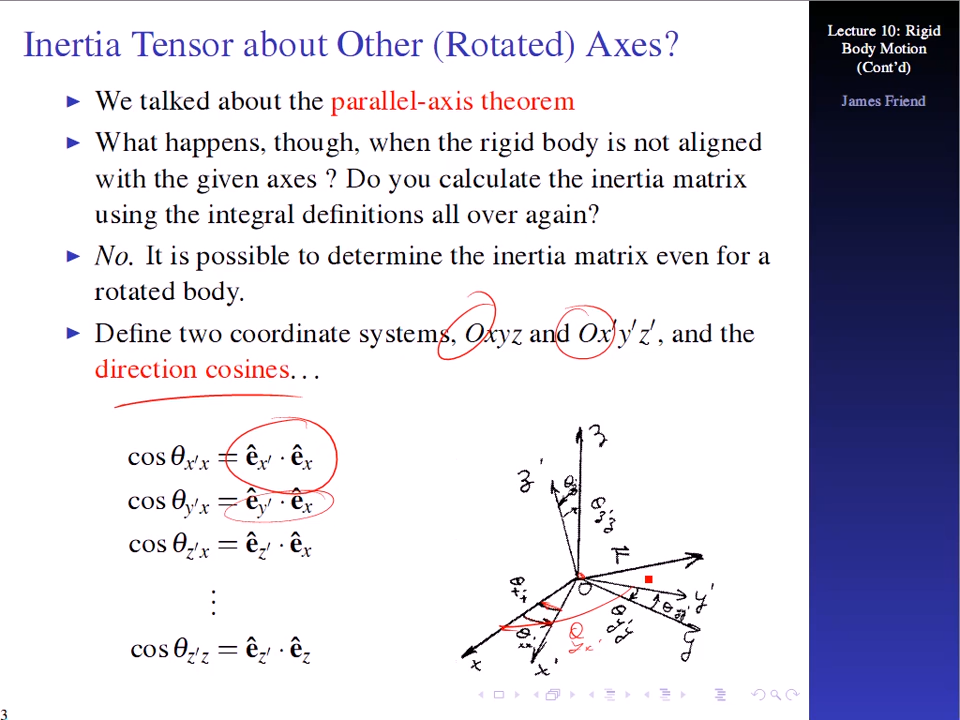 Inertia Tensor about Other (Rotated) Axes?
Lecture 10: Rigid
Body Motion
(Cont'd)
James Friend
▶ We talked about the parallel-axis theorem
▶ What happens, though, when the rigid body is not aligned
with the given axes ? Do you calculate the inertia matrix
using the integral definitions all over again?
▶ No. It is possible to determine the inertia matrix even for a
rotated body.
▶ Define two coordinate systems, Oxyz and Ox′y′z′, and the
direction cosines…
cos θx′x = êx′ · êx
cos θy′x = êy′ · êx
cos θz′x = êz′ · êx
⋮
cos θz′z = êz′ · êz
z
z'
O
y'
y
x
x'
3